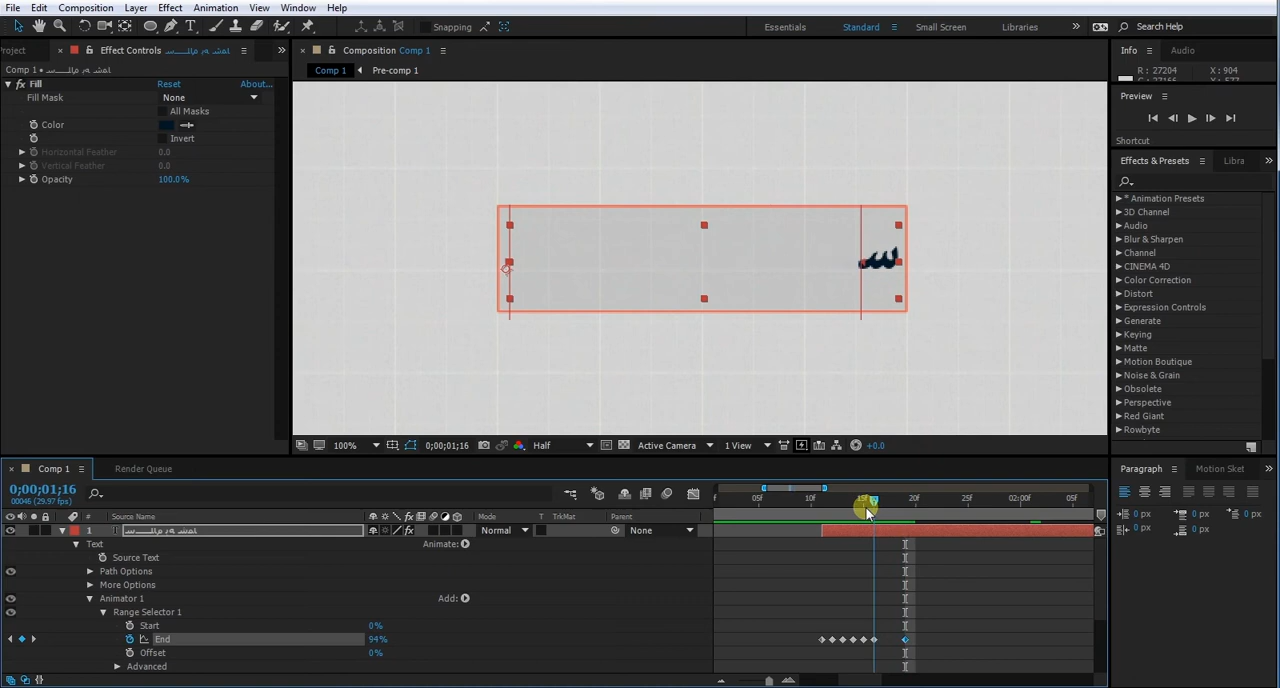 File Edit Composition Layer Effect Animation View Window Help
Snapping Essentials Standard Small Screen Libraries Search Help
Project Effect Controls Composition Comp 1 Info Audio
Comp 1 •
Comp 1 Pre-comp 1
Fill Reset About...
Fill Mask None
All Masks
Color
Invert
Horizontal Feather 0.0
Vertical Feather 0.0
Opacity 100.0%
R : 27204 X : 904
Preview
Shortcut
Effects & Presets Libra
* Animation Presets
3D Channel
Audio
Blur & Sharpen
CINEMA 4D
Color Correction
Distort
Expression Controls
Generate
Keying
Matte
Motion Boutique
Noise & Grain
Obsolete
Perspective
Red Giant
Rowbyte
سـ
100% 0;00;01;16 Half Active Camera 1 View +0.0
Comp 1 Render Queue
Paragraph Motion Sket
0;00;01;16
00046 (29.97 fps)
05f 10f 15f 20f 25f 02:00f 05f
Source Name Mode TrkMat Parent
1 Normal None
Text Animate:
Source Text
Path Options
More Options
Animator 1 Add:
Range Selector 1
Start 0%
End 94%
Offset 0%
Advanced
0 px 0 px 0 px
0 px 0 px